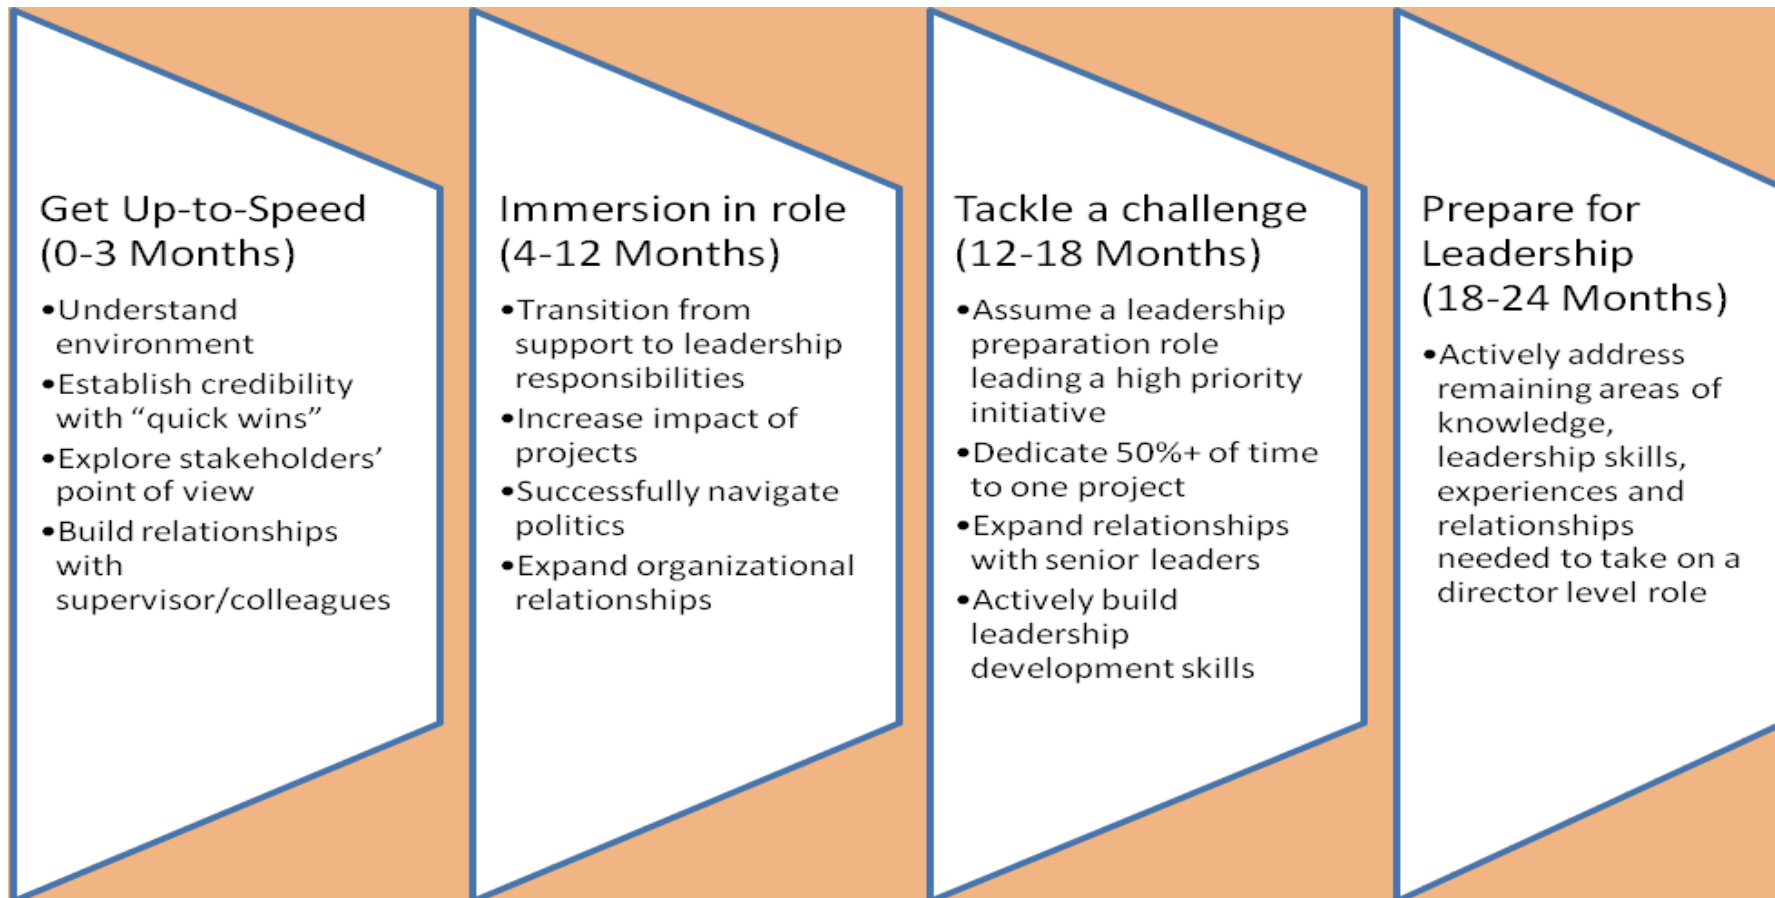 Get Up-to-Speed
(0-3 Months)
•Understand
environment
•Establish credibility
with “quick wins”
•Explore stakeholders’
point of view
•Build relationships
with
supervisor/colleagues
Immersion in role
(4-12 Months)
•Transition from
support to leadership
responsibilities
•Increase impact of
projects
•Successfully navigate
politics
•Expand organizational
relationships
Tackle a challenge
(12-18 Months)
•Assume a leadership
preparation role
leading a high priority
initiative
•Dedicate 50%+ of time
to one project
•Expand relationships
with senior leaders
•Actively build
leadership
development skills
Prepare for
Leadership
(18-24 Months)
•Actively address
remaining areas of
knowledge,
leadership skills,
experiences and
relationships
needed to take on a
director level role